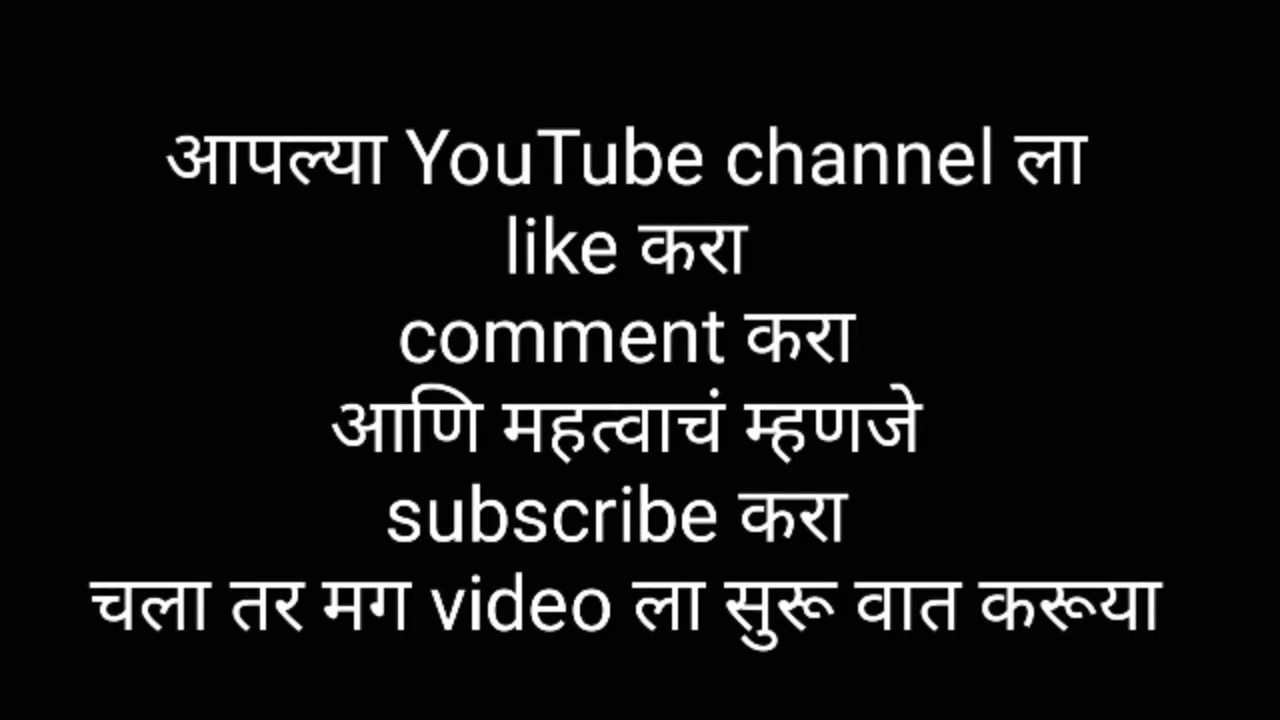 आपल्या YouTube channel ला
like करा
comment करा
आणि महत्वाचं म्हणजे
subscribe करा
चला तर मग video ला सुरू वात करूया